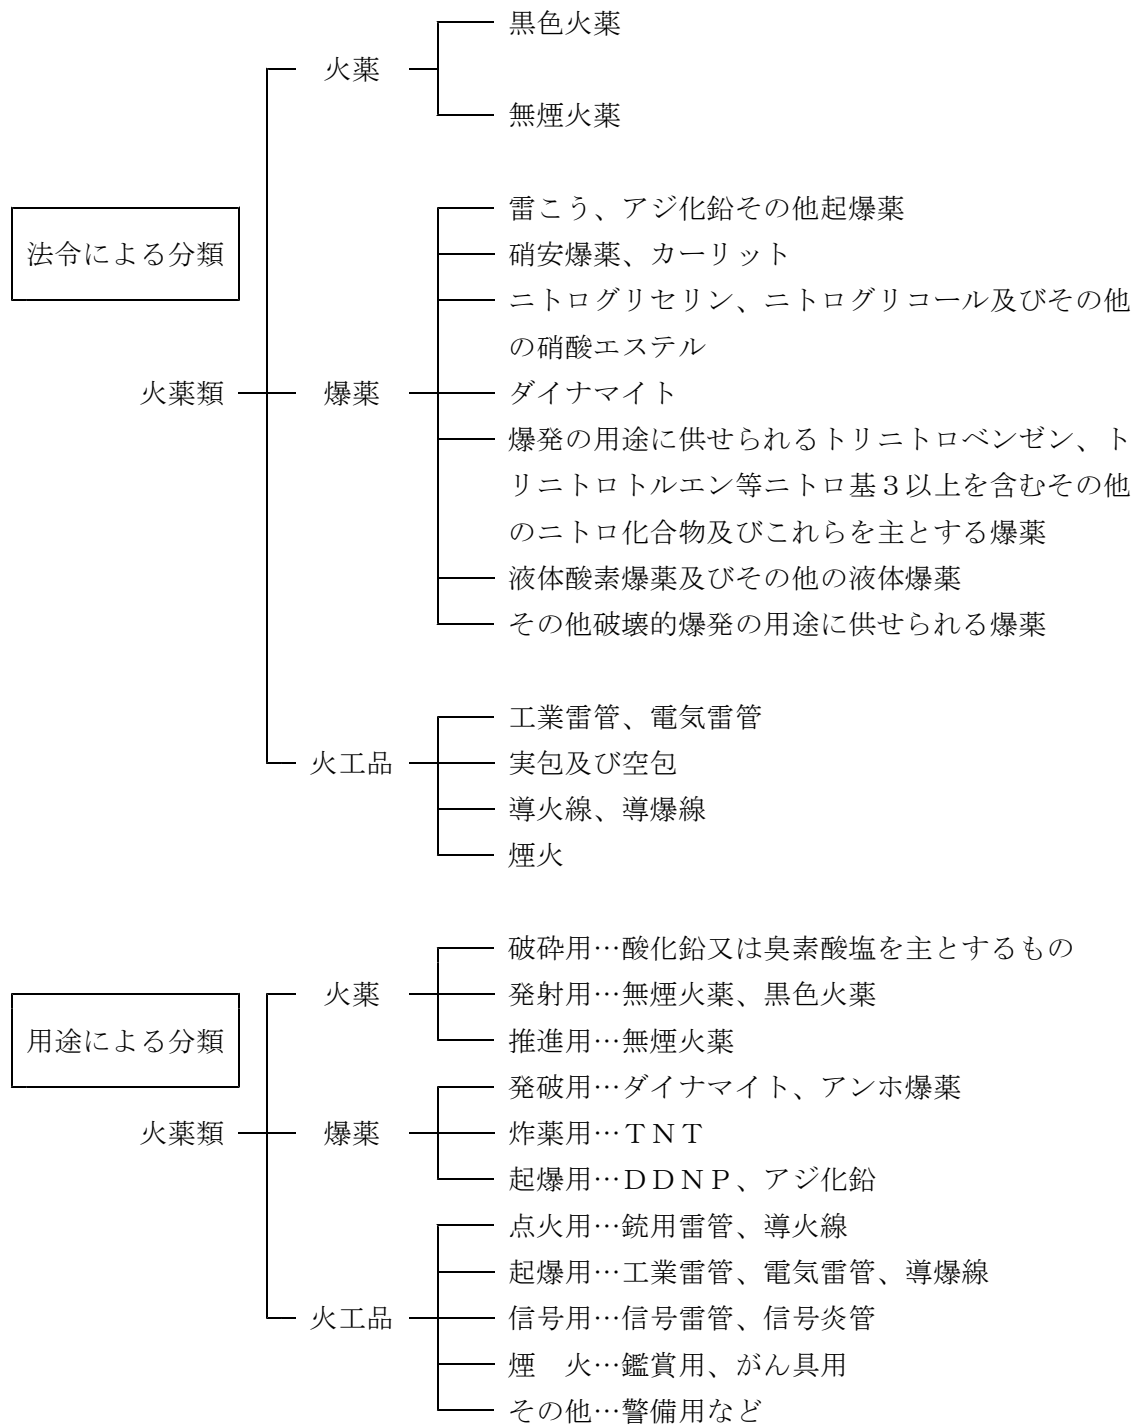 黒色火薬
火薬
無煙火薬
法令による分類
雷こう、アジ化鉛その他起爆薬
硝安爆薬、カーリット
ニトログリセリン、ニトログリコール及びその他
の硝酸エステル
火薬類
爆薬
ダイナマイト
爆発の用途に供せられるトリニトロベンゼン、ト
リニトロトルエン等ニトロ基3以上を含むその他
のニトロ化合物及びこれらを主とする爆薬
液体酸素爆薬及びその他の液体爆薬
その他破壊的爆発の用途に供せられる爆薬
工業雷管、電気雷管
火工品
実包及び空包
導火線、導爆線
煙火
破砕用…酸化鉛又は臭素酸塩を主とするもの
火薬
発射用…無煙火薬、黒色火薬
用途による分類
推進用…無煙火薬
発破用…ダイナマイト、アンホ爆薬
火薬類
爆薬
炸薬用…TNT
起爆用…DDNP、アジ化鉛
点火用…銃用雷管、導火線
起爆用…工業雷管、電気雷管、導爆線
火工品
信号用…信号雷管、信号炎管
煙 火…鑑賞用、がん具用
その他…警備用など